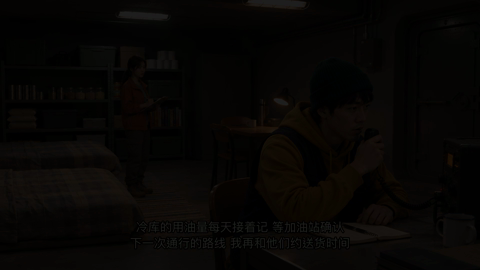 冷库的用油量每天接着记 等加油站确认
下一次通行的路线 我再和他们约送货时间